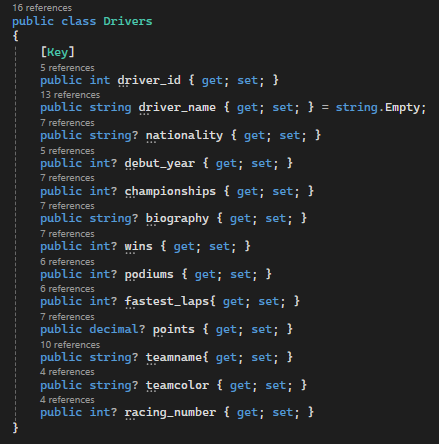 16 references
public class Drivers
{
[Key]
5 references
public int driver_id { get; set; }
13 references
public string driver_name { get; set; } = string.Empty;
7 references
public string? nationality { get; set; }
5 references
public int? debut_year { get; set; }
7 references
public int? championships { get; set; }
7 references
public string? biography { get; set; }
7 references
public int? wins { get; set; }
6 references
public int? podiums { get; set; }
6 references
public int? fastest_laps{ get; set; }
7 references
public decimal? points { get; set; }
10 references
public string? teamname{ get; set; }
4 references
public string? teamcolor { get; set; }
4 references
public int? racing_number { get; set; }
}